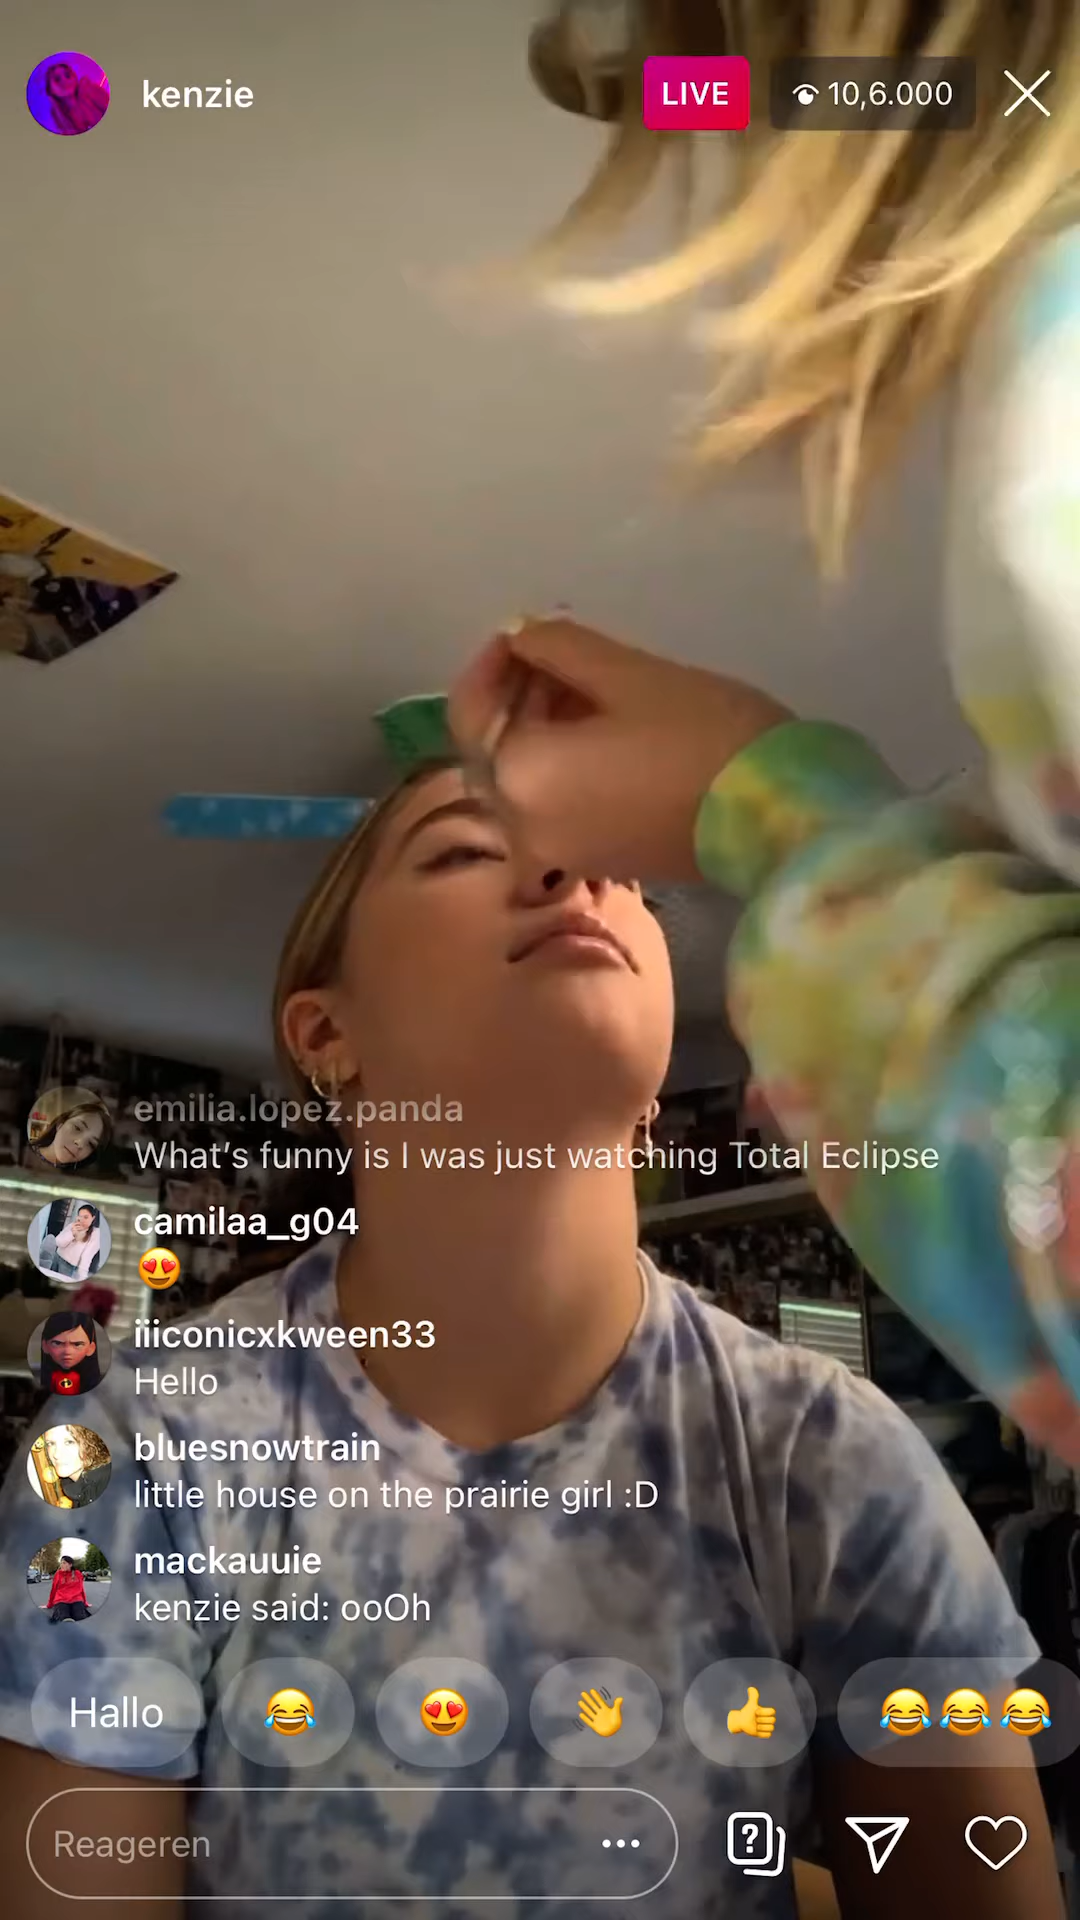 kenzie
LIVE
10,6.000
emilia.lopez.panda
What's funny is I was just watching Total Eclipse
camilaa_g04
😍
iiiconicxkween33
Hello
bluesnowtrain
little house on the prairie girl :D
mackauuie
kenzie said: ooOh
Hallo 😂 😍 👋 👍 😂😂😂
Reageren